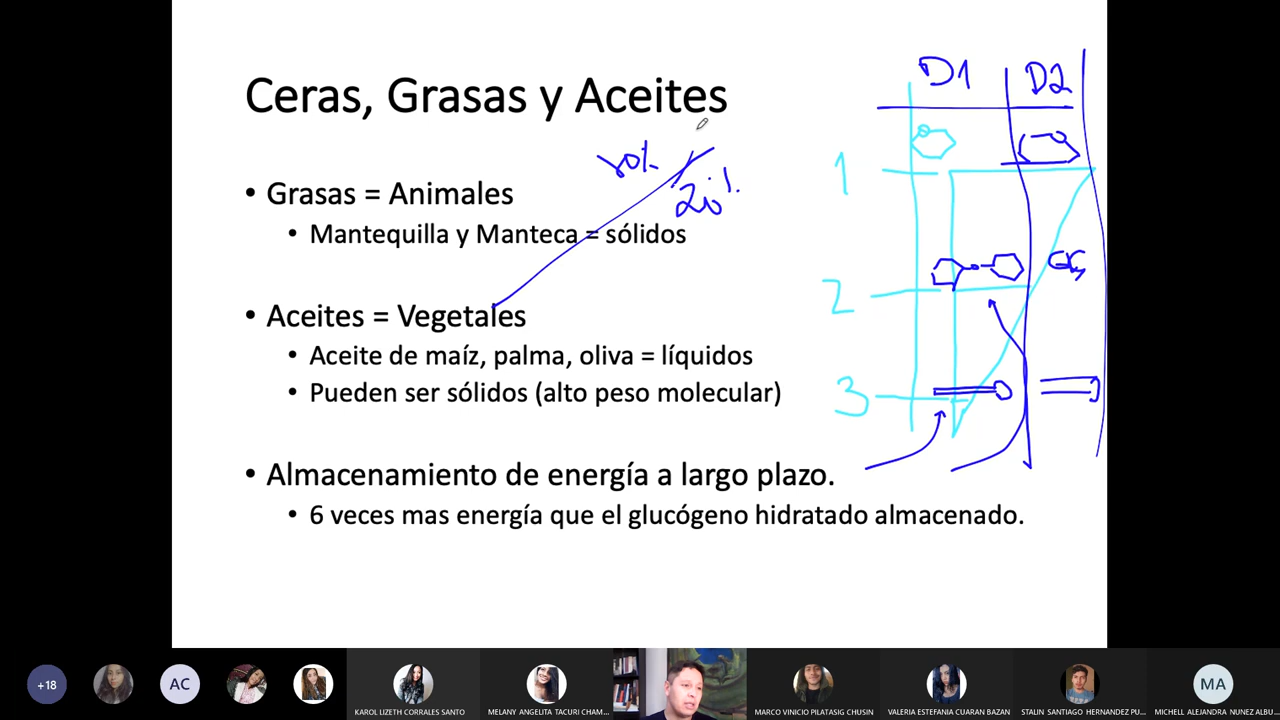 Ceras, Grasas y Aceites
• Grasas = Animales
• Mantequilla y Manteca = sólidos
• Aceites = Vegetales
• Aceite de maíz, palma, oliva = líquidos
• Pueden ser sólidos (alto peso molecular)
• Almacenamiento de energía a largo plazo.
• 6 veces mas energía que el glucógeno hidratado almacenado.
20%
D1 D2
1
2
3
+18
AC
KAROL LIZETH CORRALES SANTO
MELANY ANGELITA TACURI CHAM...
MARCO VINICIO PILATASIG CHUSIN
VALERIA ESTEFANIA CUARAN BAZAN
STALIN SANTIAGO HERNANDEZ PU...
MA
MICHELL ALEJANDRA NUNEZ ALBU...